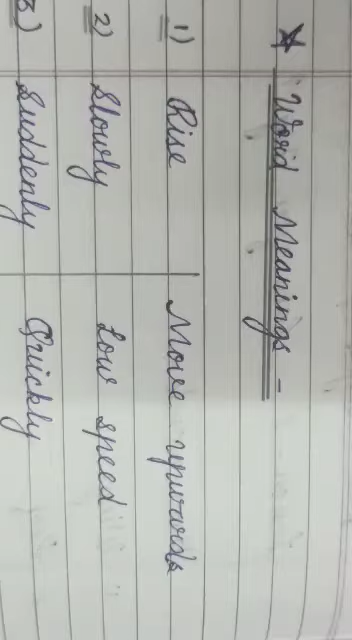 ★ Word Meanings -
1) Rise Move upwards
2) Slowly Low speed
3) Suddenly Quickly